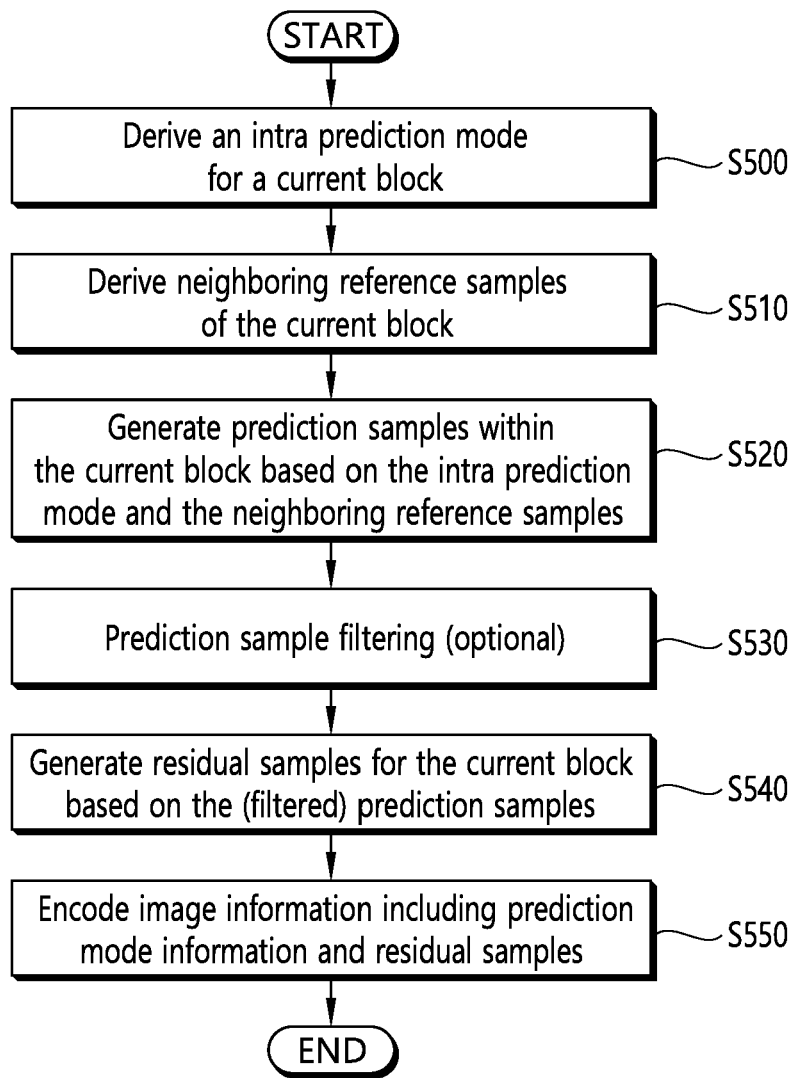 START
Derive an intra prediction mode
for a current block
S500
Derive neighboring reference samples
of the current block
S510
Generate prediction samples within
the current block based on the intra prediction
mode and the neighboring reference samples
S520
Prediction sample filtering (optional)
S530
Generate residual samples for the current block
based on the (filtered) prediction samples
S540
Encode image information including prediction
mode information and residual samples
S550
END